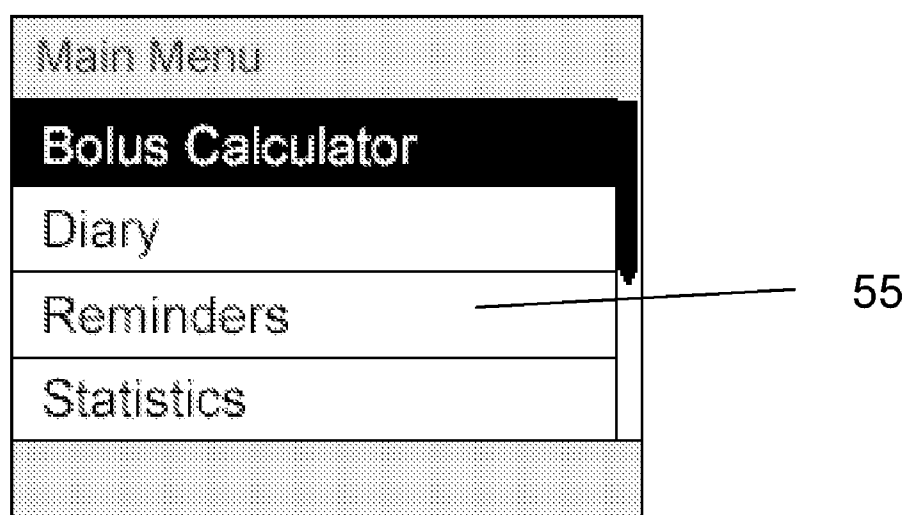 Main Menu
Bolus Calculator
Diary
Reminders
55
Statistics